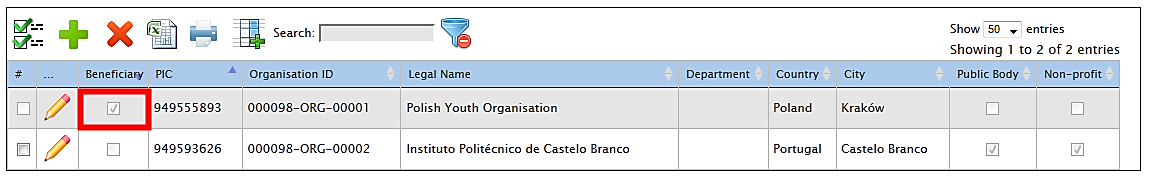 Search:
Show 50 entries
Showing 1 to 2 of 2 entries
# ... Beneficiary PIC Organisation ID Legal Name Department Country City Public Body Non-profit
949555893 000098-ORG-00001 Polish Youth Organisation Poland Kraków
949593626 000098-ORG-00002 Instituto Politécnico de Castelo Branco Portugal Castelo Branco